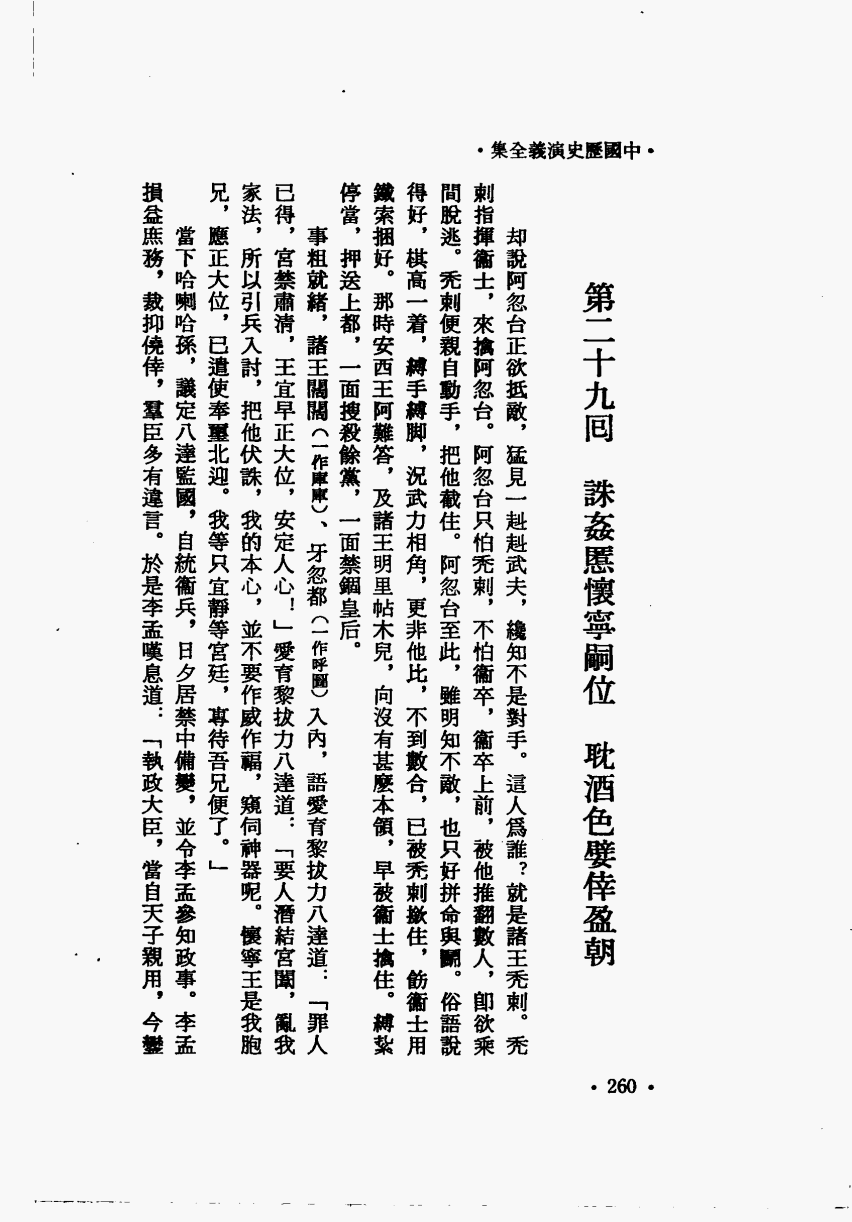 •中國歷史演義全集•
第二十九回　誅姦慝懷寧嗣位　耽酒色嬖倖盈朝
却說阿忽台正欲抵敵，猛見一赳赳武夫，纔知不是對手。這人爲誰？就是諸王禿剌。禿
剌指揮衞士，來擒阿忽台。阿忽台只怕禿剌，不怕衞卒，衞卒上前，被他推翻數人，卽欲乘
間脫逃。禿剌便親自動手，把他截住。阿忽台至此，雖明知不敵，也只好拼命與鬭。俗語說
得好，棋高一着，縛手縛脚，況武力相角，更非他比，不到數合，已被禿剌撳住，飭衞士用
鐵索捆好。那時安西王阿難答，及諸王明里帖木兒，向沒有甚麼本領，早被衞士擒住。縛紮
停當，押送上都，一面搜殺餘黨，一面禁錮皇后。
事粗就緒，諸王闊闊（一作庫庫）、牙忽都（一作呼圖）入內，語愛育黎拔力八達道：「罪人
已得，宮禁肅清，王宜早正大位，安定人心！」愛育黎拔力八達道：「要人潛結宮闈，亂我
家法，所以引兵入討，把他伏誅，我的本心，並不要作威作福，窺伺神器呢。懷寧王是我胞
兄，應正大位，已遣使奉璽北迎。我等只宜靜等宮廷，專待吾兄便了。」
當下哈喇哈孫，議定八達監國，自統衞兵，日夕居禁中備變，並令李孟參知政事。李孟
損益庶務，裁抑僥倖，羣臣多有違言。於是李孟嘆息道：「執政大臣，當自天子親用，今鑾
•260•